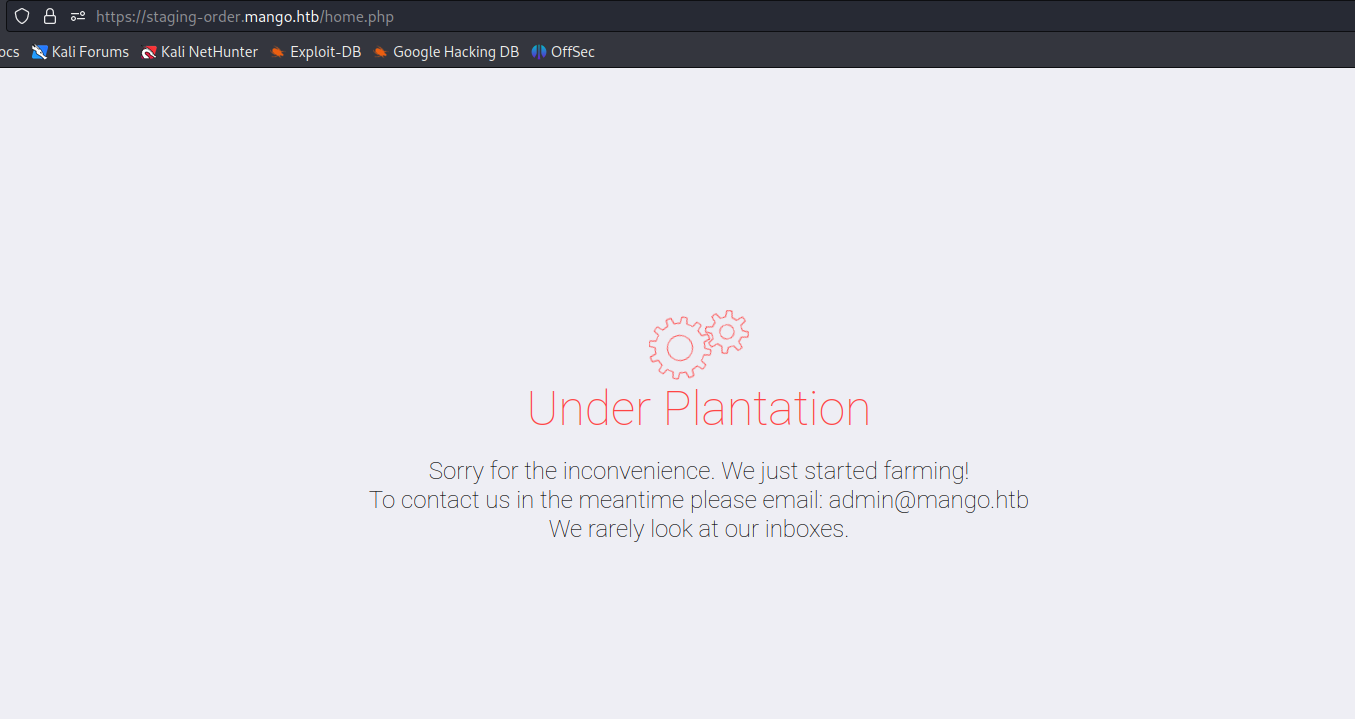 https://staging-order.mango.htb/home.php
ocs Kali Forums Kali NetHunter Exploit-DB Google Hacking DB OffSec
Under Plantation
Sorry for the inconvenience. We just started farming!
To contact us in the meantime please email: admin@mango.htb
We rarely look at our inboxes.